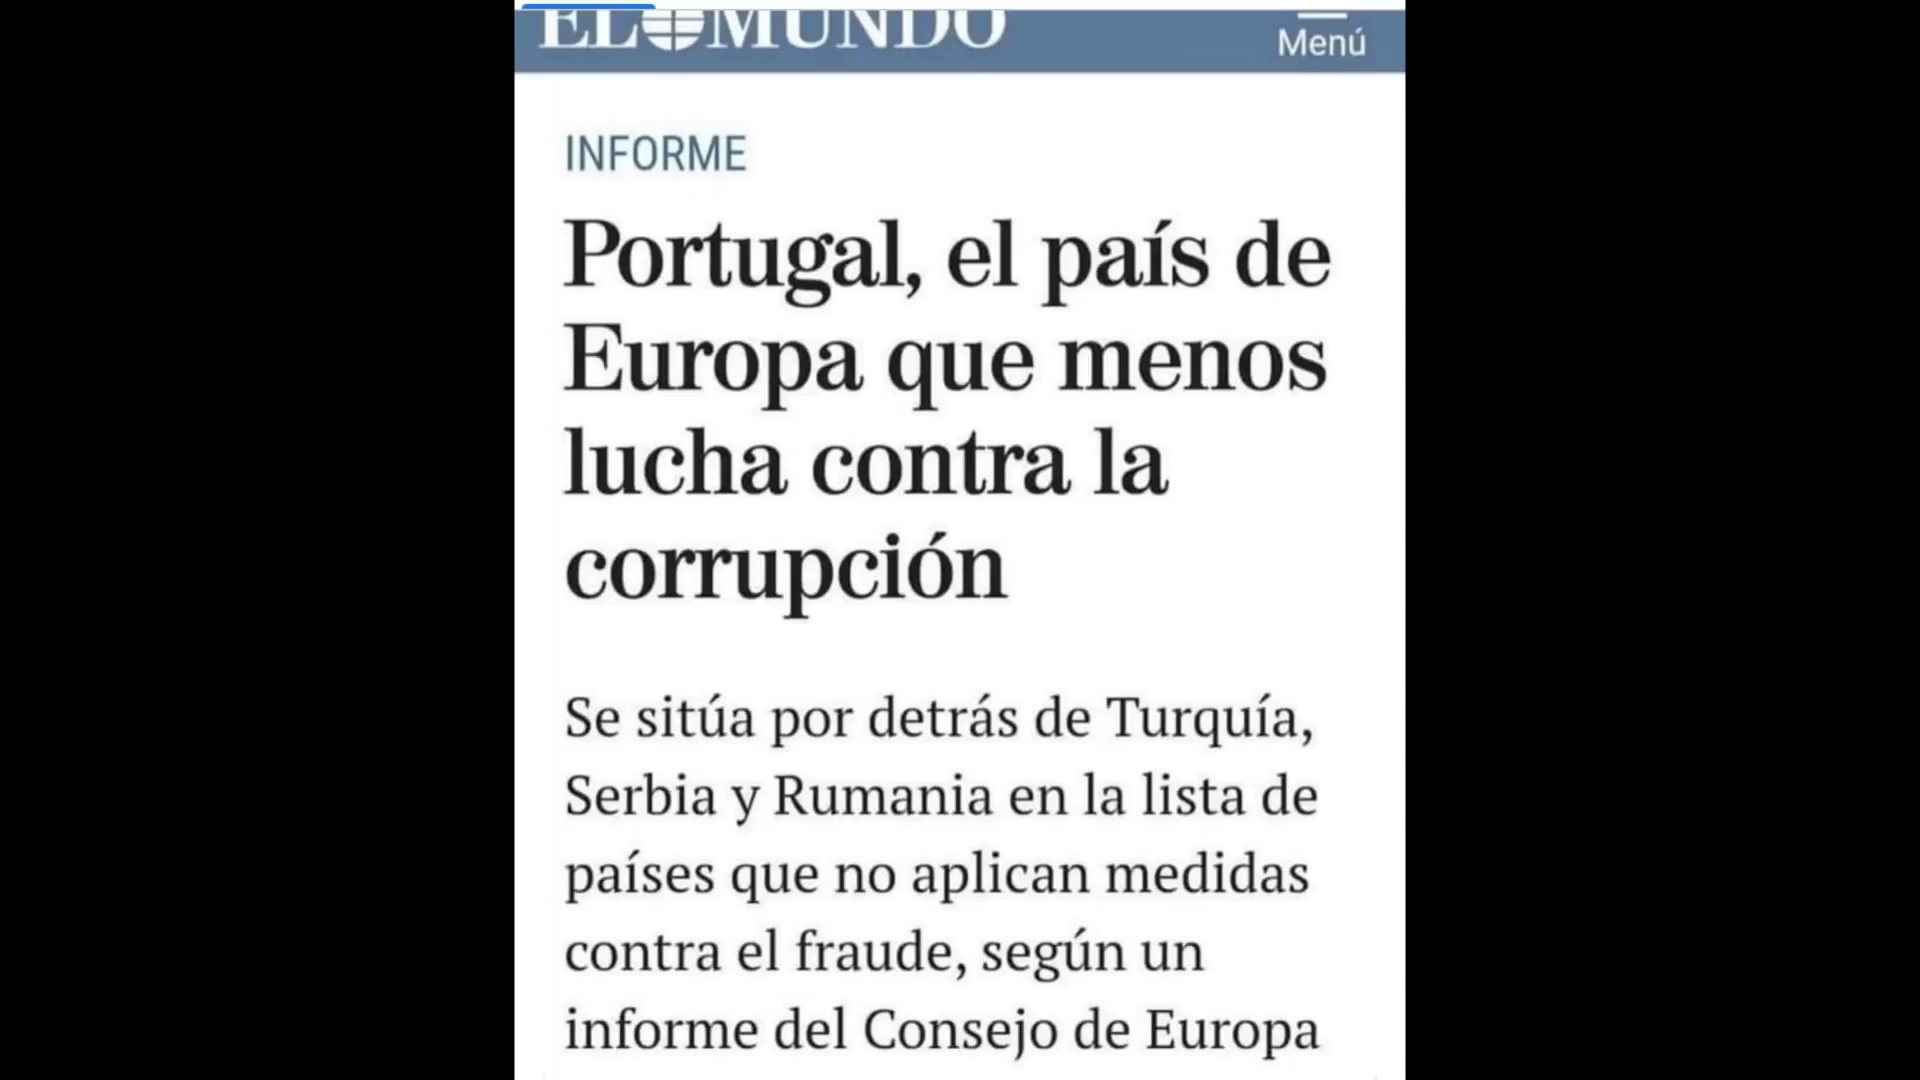 EL MUNDO
Menú
INFORME
Portugal, el país de
Europa que menos
lucha contra la
corrupción
Se sitúa por detrás de Turquía,
Serbia y Rumania en la lista de
países que no aplican medidas
contra el fraude, según un
informe del Consejo de Europa